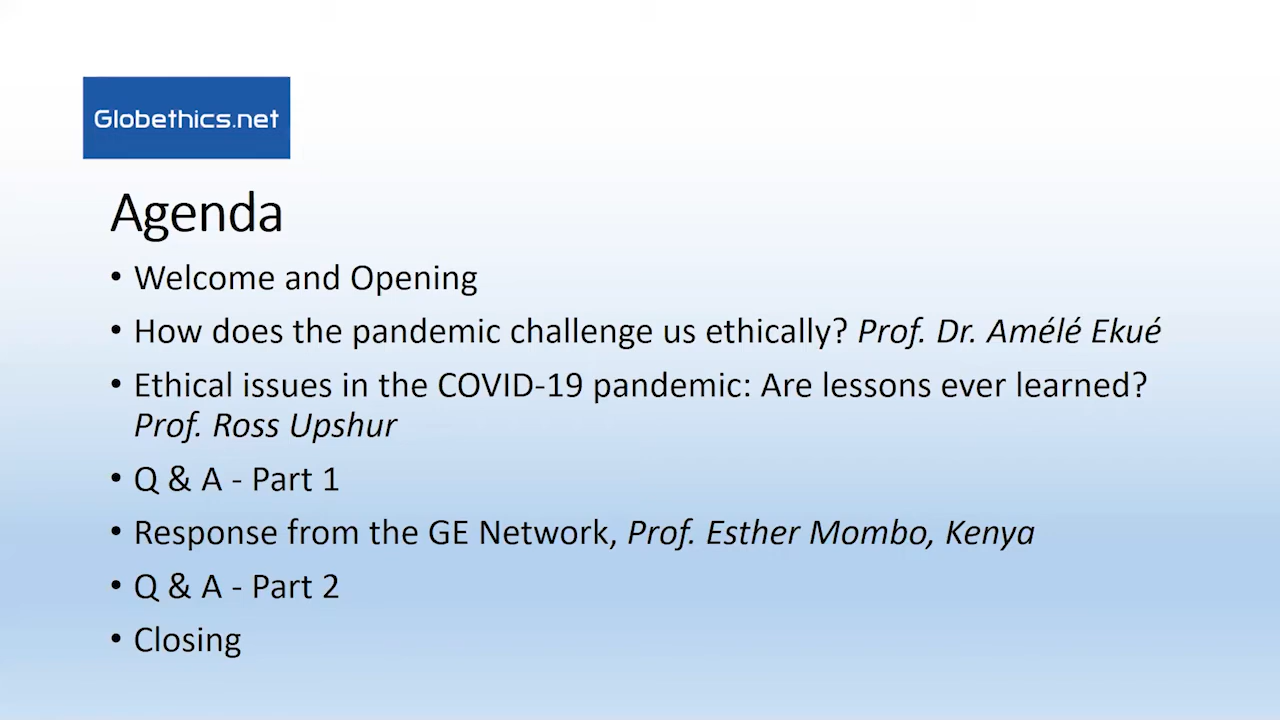 Globethics.net
Agenda
• Welcome and Opening
• How does the pandemic challenge us ethically? Prof. Dr. Amélé Ekué
• Ethical issues in the COVID-19 pandemic: Are lessons ever learned?
Prof. Ross Upshur
• Q & A - Part 1
• Response from the GE Network, Prof. Esther Mombo, Kenya
• Q & A - Part 2
• Closing